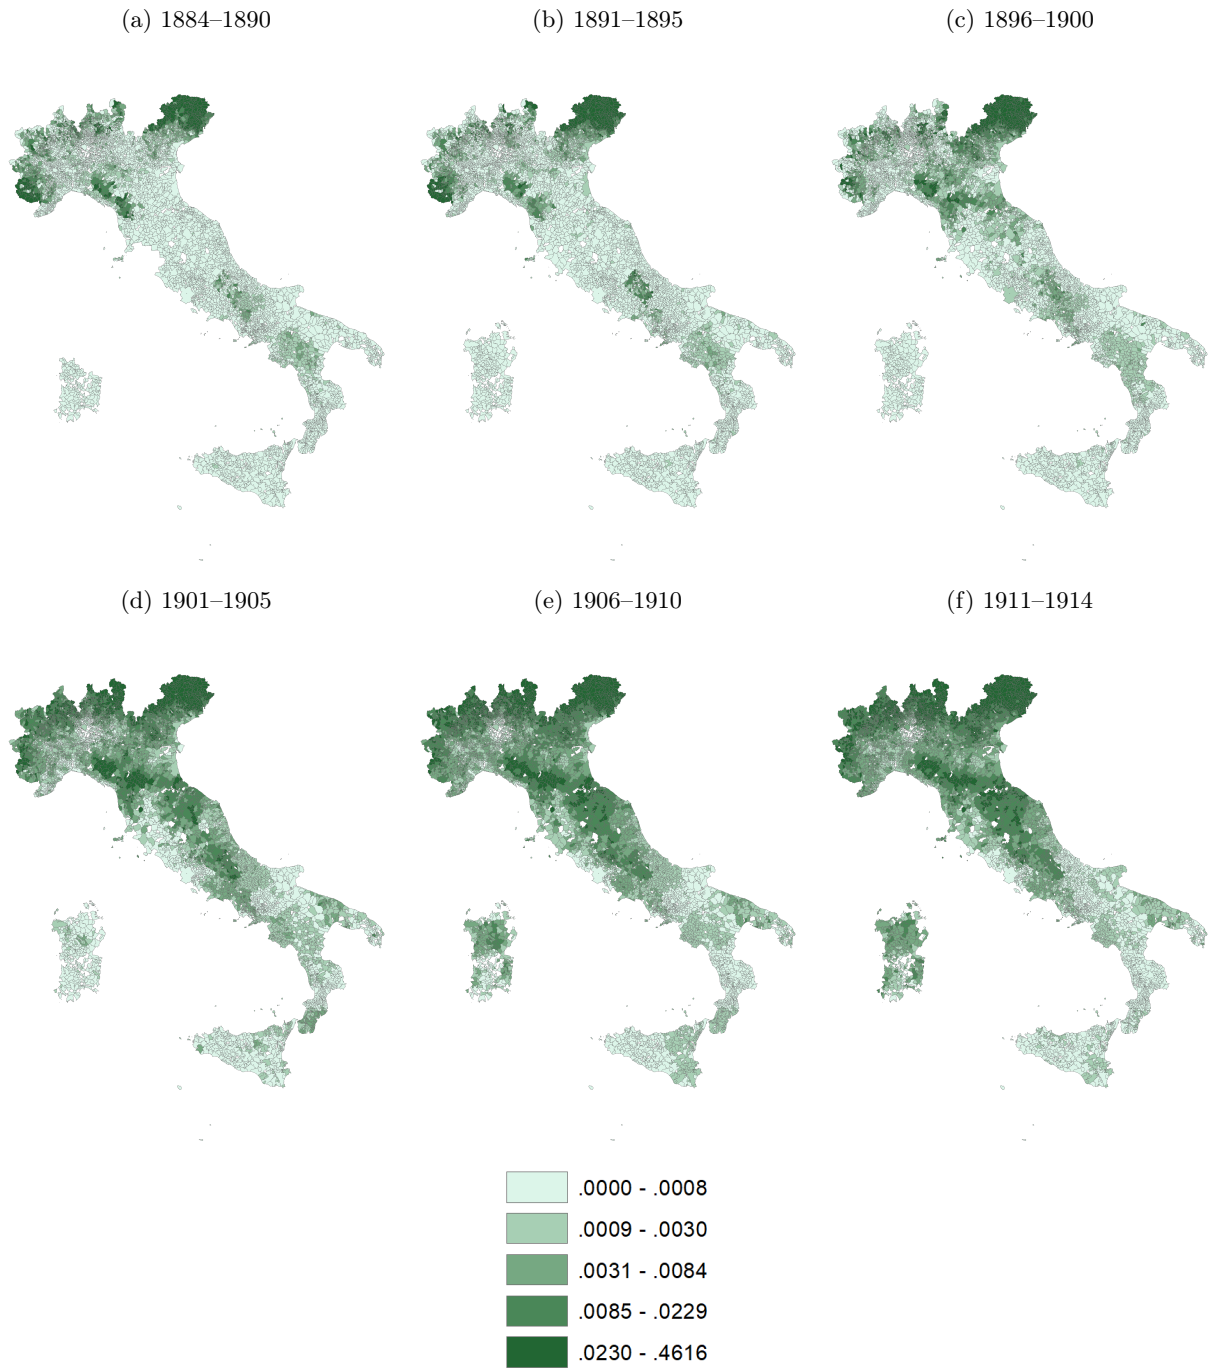 (a) 1884–1890
(b) 1891–1895
(c) 1896–1900
(d) 1901–1905
(e) 1906–1910
(f) 1911–1914
.0000 - .0008
.0009 - .0030
.0031 - .0084
.0085 - .0229
.0230 - .4616